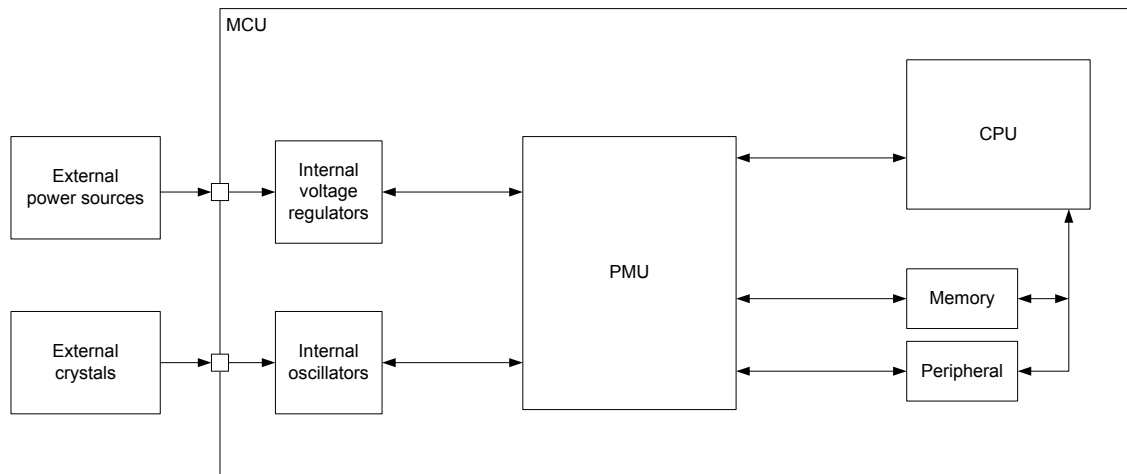 MCU
External
power sources
Internal
voltage
regulators
PMU
CPU
Memory
Peripheral
External
crystals
Internal
oscillators